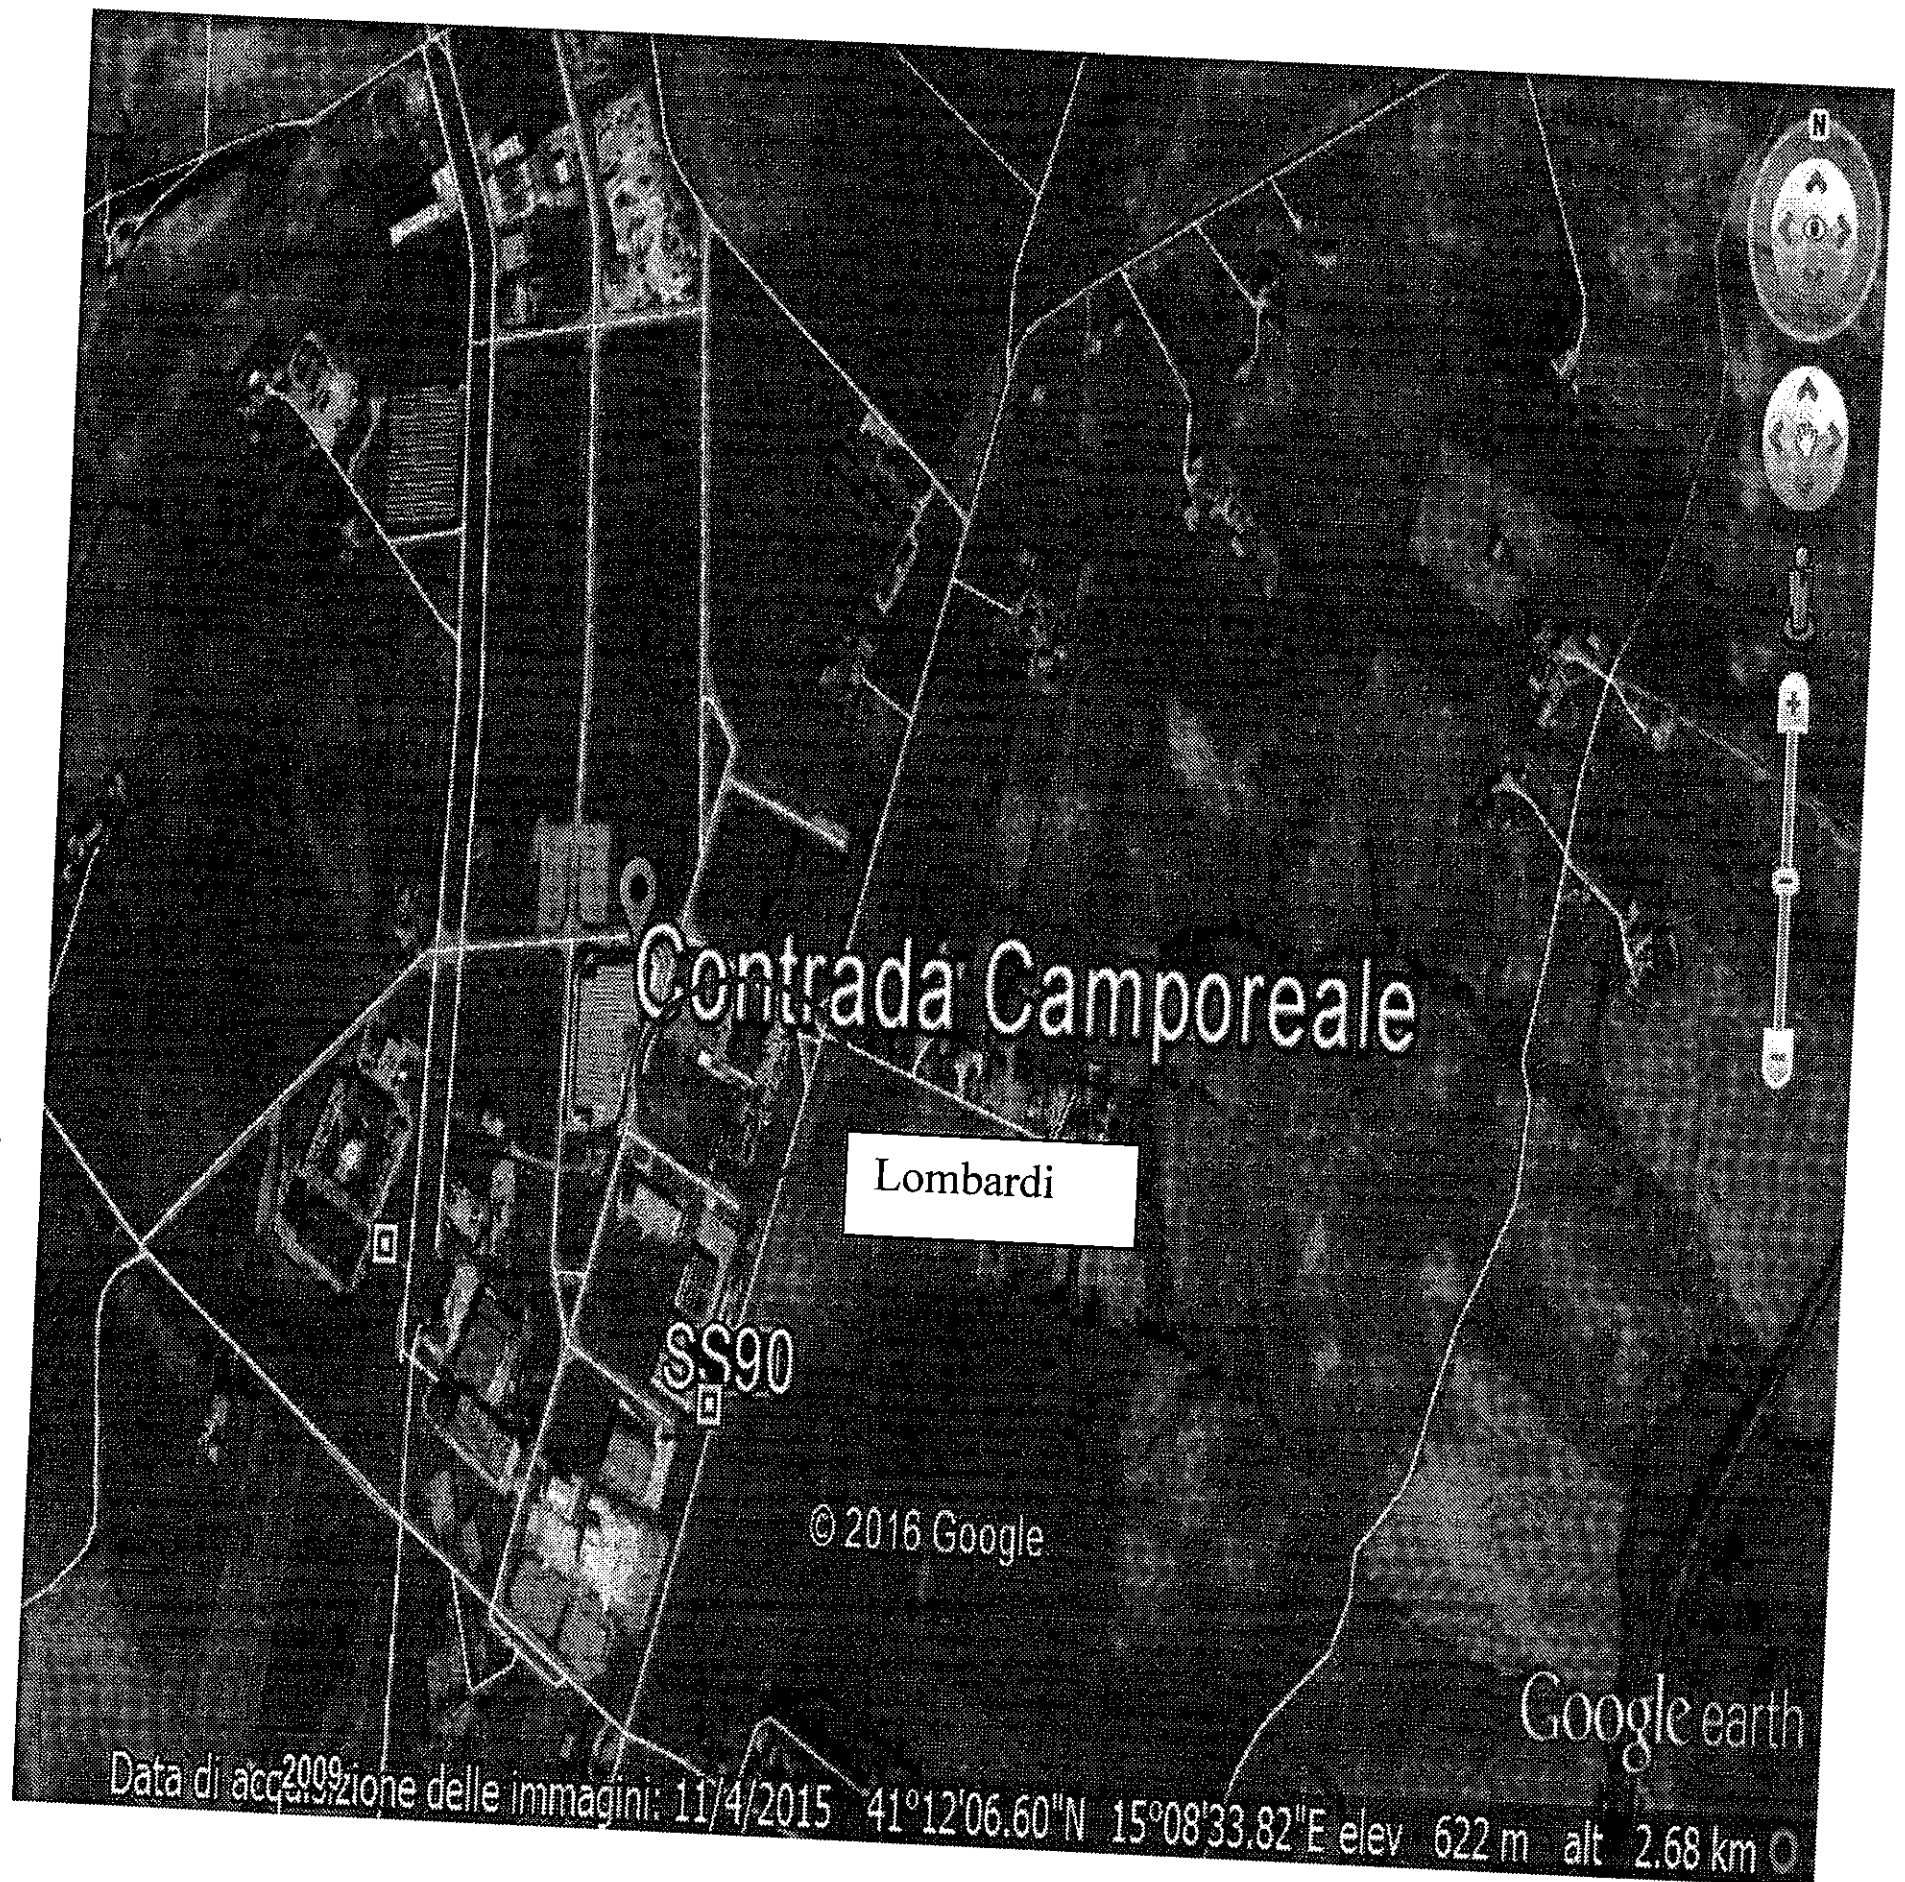 N
Contrada Camporeale
Lombardi
SS90
© 2016 Google
Google earth
2009
Data di acquisizione delle immagini: 11/4/2015 41°12'06.60"N 15°08'33.82"E elev 622 m alt 2.68 km